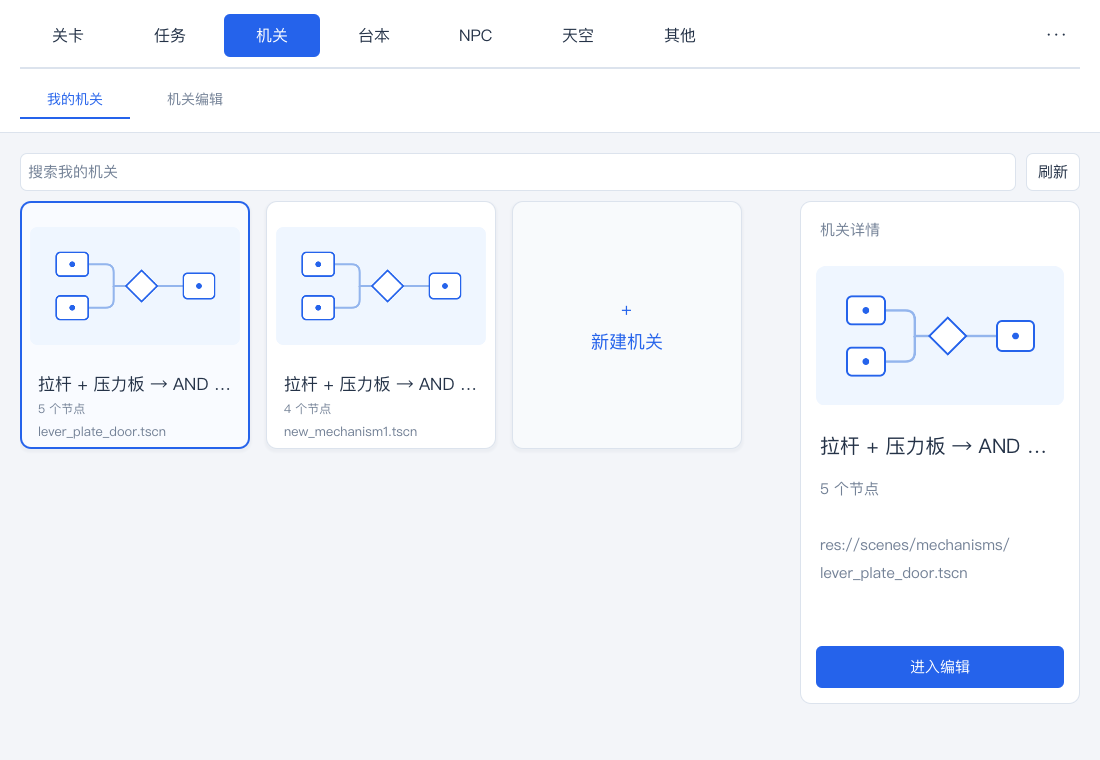 关卡 任务 机关 台本 NPC 天空 其他 ···
我的机关 机关编辑
搜索我的机关 刷新
拉杆 + 压力板 → AND ...
5 个节点
lever_plate_door.tscn
拉杆 + 压力板 → AND ...
4 个节点
new_mechanism1.tscn
+
新建机关
机关详情
拉杆 + 压力板 → AND ...
5 个节点
res://scenes/mechanisms/
lever_plate_door.tscn
进入编辑